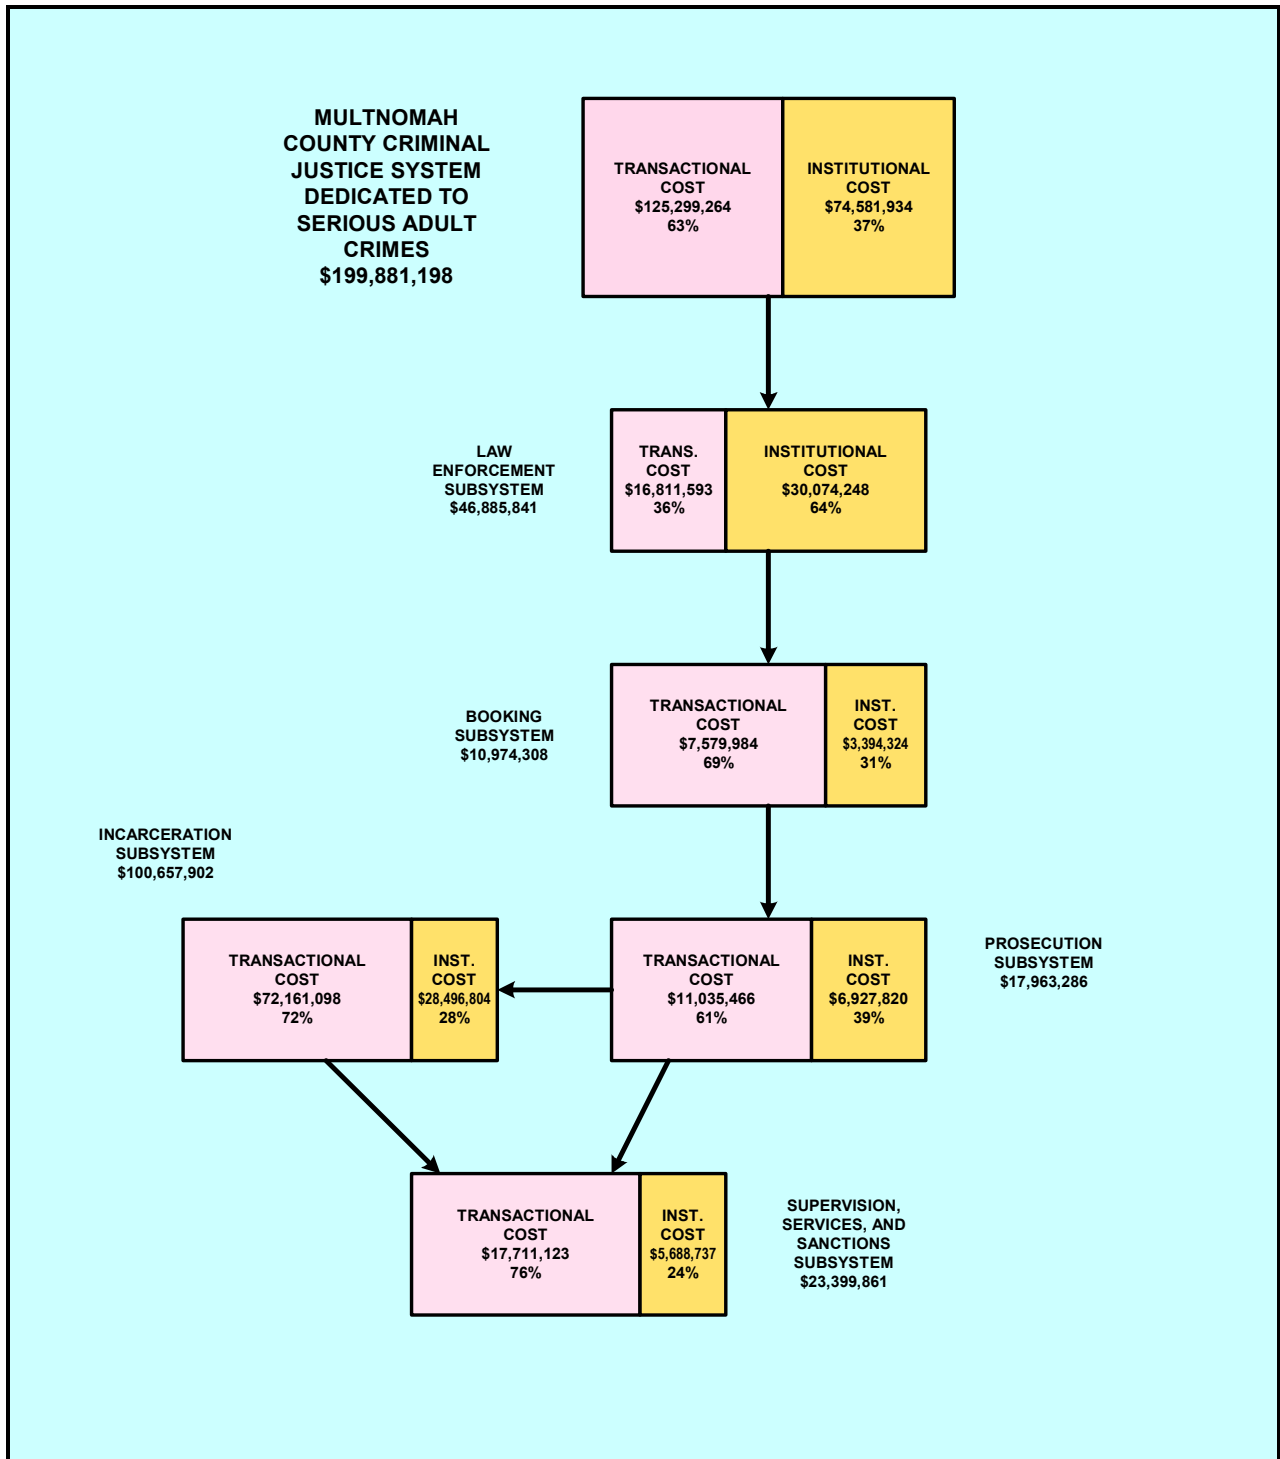 MULTNOMAH
COUNTY CRIMINAL
JUSTICE SYSTEM
DEDICATED TO
SERIOUS ADULT
CRIMES
$199,881,198
TRANSACTIONAL
COST
$125,299,264
63%
INSTITUTIONAL
COST
$74,581,934
37%
LAW
ENFORCEMENT
SUBSYSTEM
$46,885,841
TRANS.
COST
$16,811,593
36%
INSTITUTIONAL
COST
$30,074,248
64%
BOOKING
SUBSYSTEM
$10,974,308
TRANSACTIONAL
COST
$7,579,984
69%
INST.
COST
$3,394,324
31%
INCARCERATION
SUBSYSTEM
$100,657,902
TRANSACTIONAL
COST
$72,161,098
72%
INST.
COST
$28,496,804
28%
TRANSACTIONAL
COST
$11,035,466
61%
INST.
COST
$6,927,820
39%
PROSECUTION
SUBSYSTEM
$17,963,286
TRANSACTIONAL
COST
$17,711,123
76%
INST.
COST
$5,688,737
24%
SUPERVISION,
SERVICES, AND
SANCTIONS
SUBSYSTEM
$23,399,861